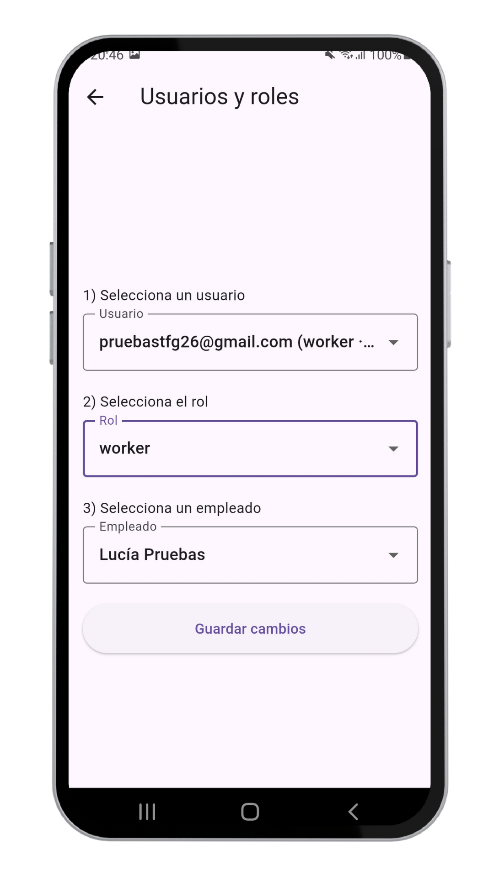 20:46 100%
Usuarios y roles
1) Selecciona un usuario
Usuario
pruebastfg26@gmail.com (worker ·...
2) Selecciona el rol
Rol
worker
3) Selecciona un empleado
Empleado
Lucía Pruebas
Guardar cambios